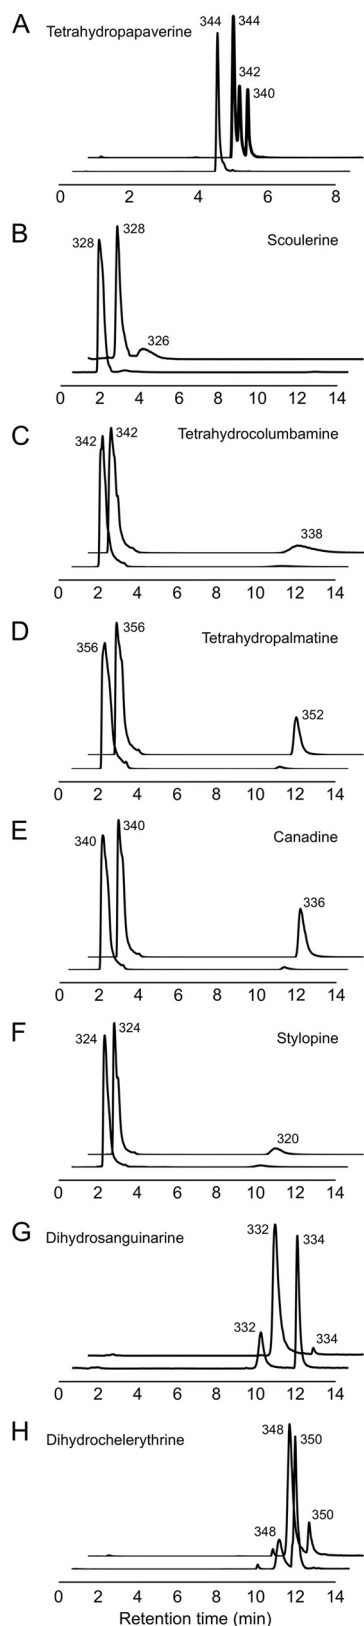 A
Tetrahydropapaverine
344
344
342
340
0 2 4 6 8
B
Scoulerine
328
328
326
0 2 4 6 8 10 12 14
C
Tetrahydrocolumbamine
342
342
338
0 2 4 6 8 10 12 14
D
Tetrahydropalmatine
356
356
352
0 2 4 6 8 10 12 14
E
Canadine
340
340
336
0 2 4 6 8 10 12 14
F
Stylopine
324
324
320
0 2 4 6 8 10 12 14
G
Dihydrosanguinarine
332
334
332
334
0 2 4 6 8 10 12 14
H
Dihydrochelerythrine
348
350
350
348
0 2 4 6 8 10 12 14
Retention time (min)